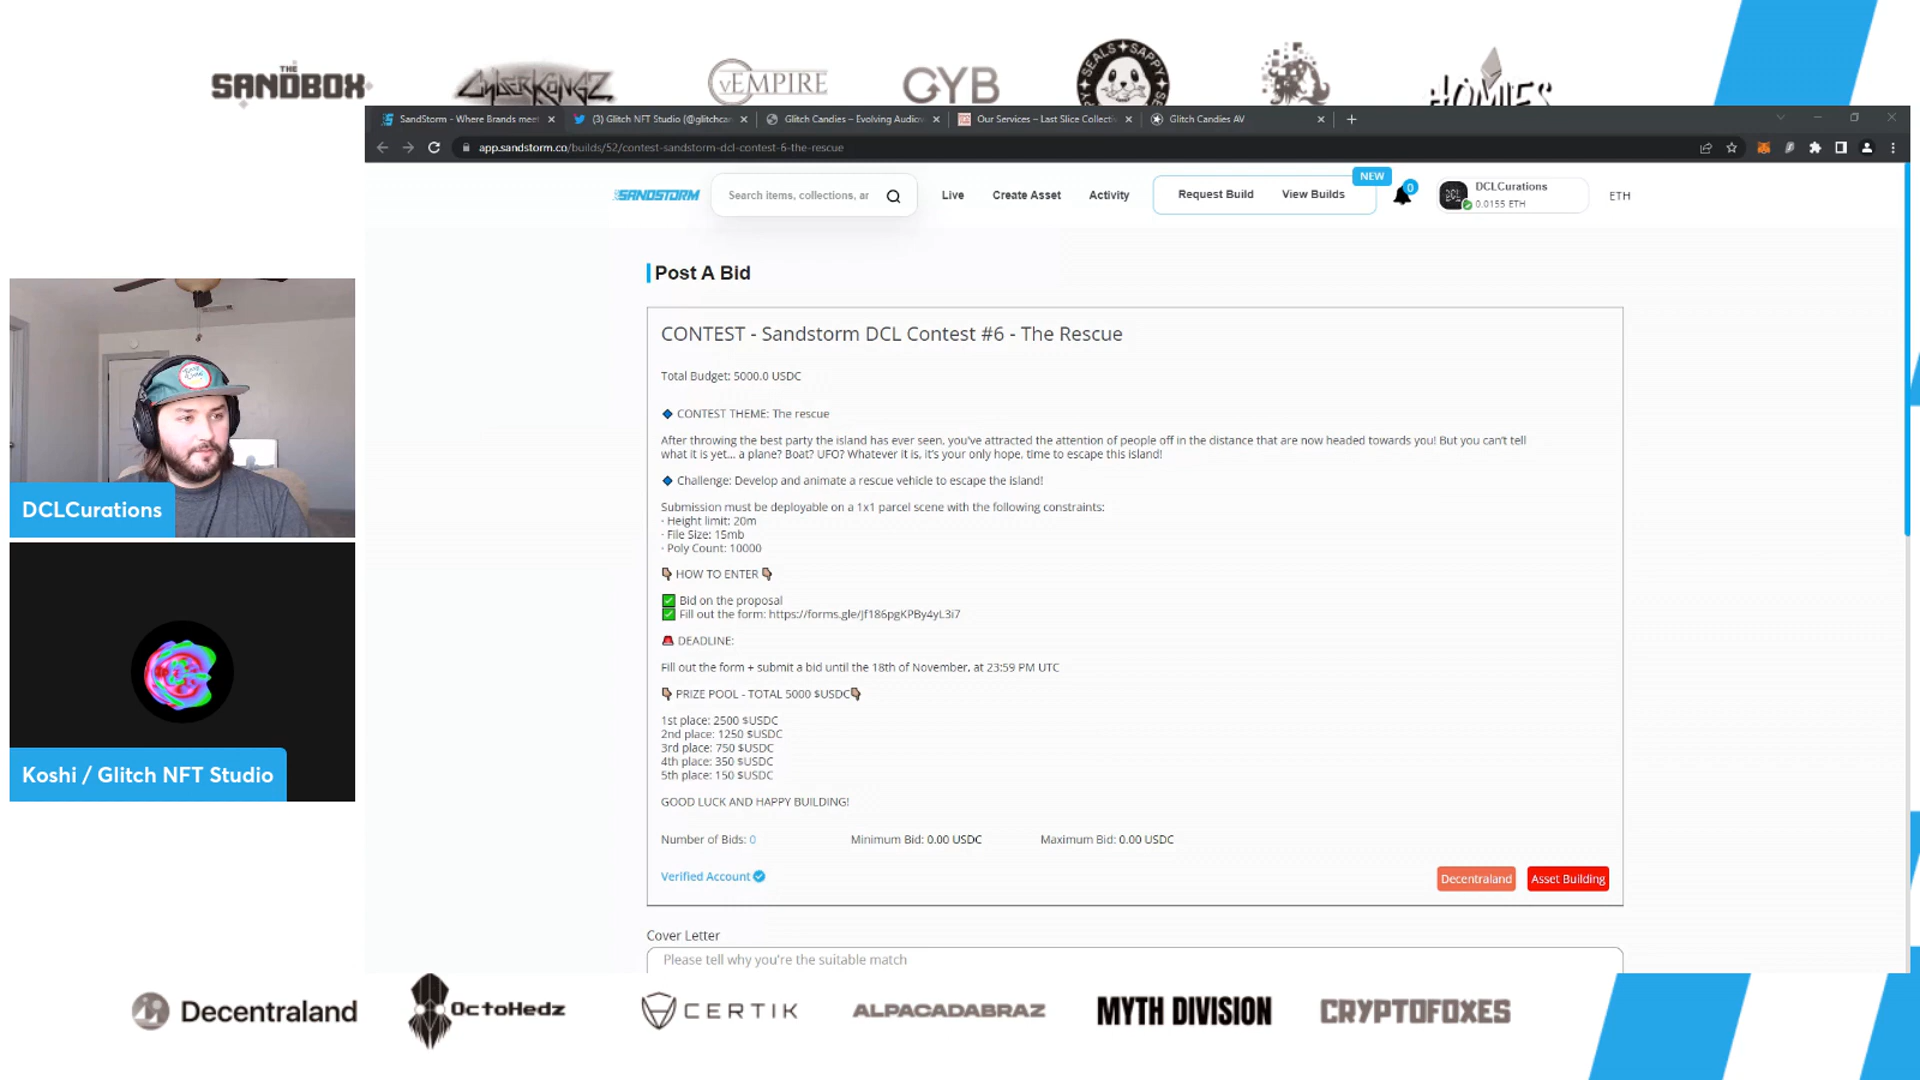 THE
SANDBOX
CYBERKONGZ
vEMPIRE
GYB
SEALS SAPPY
HOMIES
SandStorm - Where Brands meet
(3) Glitch NFT Studio (@glitchcan
Glitch Candies – Evolving Audiov
Our Services – Last Slice Collecti
Glitch Candies AV
app.sandstorm.co/builds/52/contest-sandstorm-dcl-contest-6-the-rescue
SANDSTORM
Search items, collections, ar
Live
Create Asset
Activity
Request Build
View Builds
NEW
0
DCLCurations
0.0155 ETH
ETH
Post A Bid
CONTEST - Sandstorm DCL Contest #6 - The Rescue
Total Budget: 5000.0 USDC
🔹 CONTEST THEME: The rescue
After throwing the best party the island has ever seen, you've attracted the attention of people off in the distance that are now headed towards you! But you can't tell
what it is yet... a plane? Boat? UFO? Whatever it is, it's your only hope, time to escape this island!
🔹 Challenge: Develop and animate a rescue vehicle to escape the island!
Submission must be deployable on a 1x1 parcel scene with the following constraints:
· Height limit: 20m
· File Size: 15mb
· Poly Count: 10000
👇🏽 HOW TO ENTER 👇🏽
✅ Bid on the proposal
✅ Fill out the form: https://forms.gle/Jf186pgKPBy4yL3i7
🚨 DEADLINE:
Fill out the form + submit a bid until the 18th of November, at 23:59 PM UTC
👇🏽 PRIZE POOL - TOTAL 5000 $USDC👇🏽
1st place: 2500 $USDC
2nd place: 1250 $USDC
3rd place: 750 $USDC
4th place: 350 $USDC
5th place: 150 $USDC
GOOD LUCK AND HAPPY BUILDING!
Number of Bids: 0
Minimum Bid: 0.00 USDC
Maximum Bid: 0.00 USDC
Verified Account
Decentraland
Asset Building
Cover Letter
Please tell why you're the suitable match
DCLCurations
Koshi / Glitch NFT Studio
Decentraland
OctoHedz
CERTIK
ALPACADABRAZ
MYTH DIVISION
CRYPTOFOXES